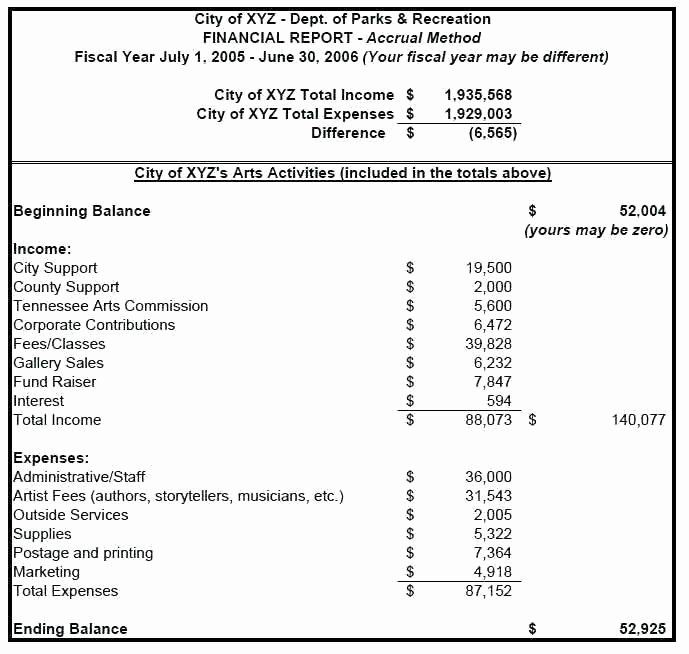 City of XYZ - Dept. of Parks & Recreation
FINANCIAL REPORT - Accrual Method
Fiscal Year July 1, 2005 - June 30, 2006 (Your fiscal year may be different)
City of XYZ Total Income $ 1,935,568
City of XYZ Total Expenses $ 1,929,003
Difference $ (6,565)
City of XYZ's Arts Activities (included in the totals above)
Beginning Balance $ 52,004
(yours may be zero)
Income:
City Support $ 19,500
County Support $ 2,000
Tennessee Arts Commission $ 5,600
Corporate Contributions $ 6,472
Fees/Classes $ 39,828
Gallery Sales $ 6,232
Fund Raiser $ 7,847
Interest $ 594
Total Income $ 88,073 $ 140,077
Expenses:
Administrative/Staff $ 36,000
Artist Fees (authors, storytellers, musicians, etc.) $ 31,543
Outside Services $ 2,005
Supplies $ 5,322
Postage and printing $ 7,364
Marketing $ 4,918
Total Expenses $ 87,152
Ending Balance $ 52,925